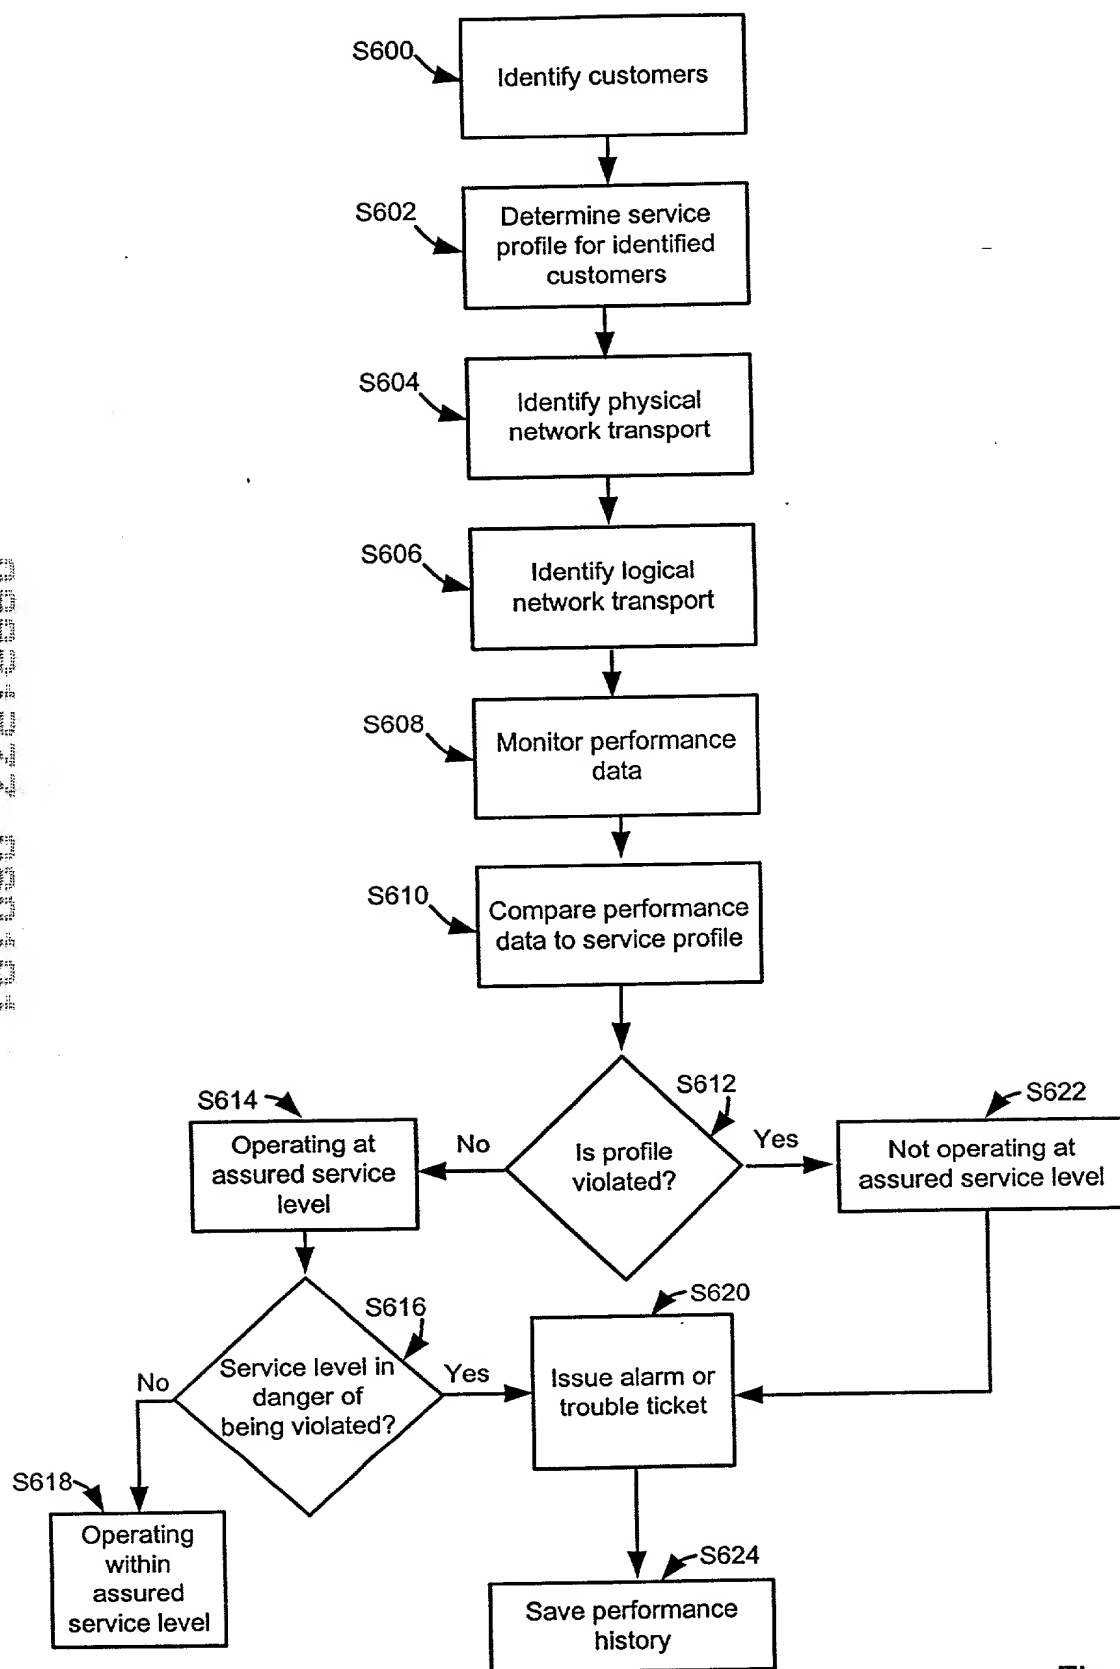 S600
Identify customers
S602
Determine service
profile for identified
customers
S604
Identify physical
network transport
S606
Identify logical
network transport
S608
Monitor performance
data
S610
Compare performance
data to service profile
S612
Is profile
violated?
No
Yes
S614
Operating at
assured service
level
S622
Not operating at
assured service level
S616
Service level in
danger of
being violated?
No
Yes
S620
Issue alarm or
trouble ticket
S618
Operating
within
assured
service level
S624
Save performance
history